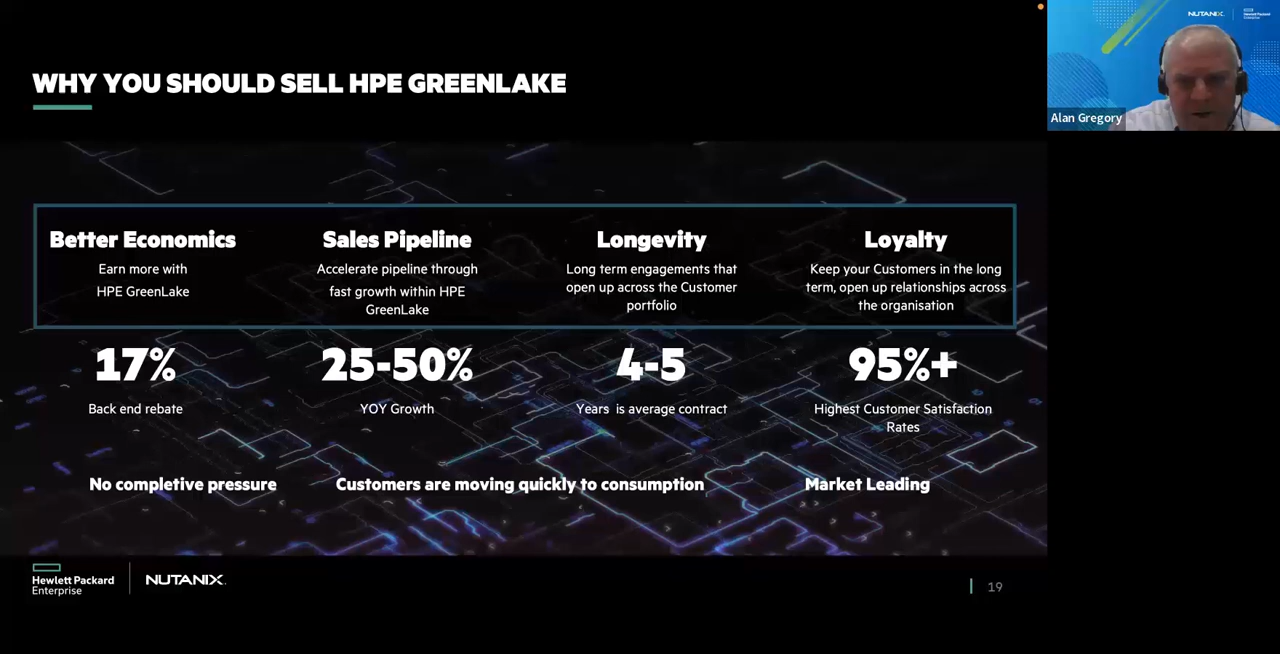 WHY YOU SHOULD SELL HPE GREENLAKE
NUTANIX.
Hewlett Packard
Enterprise
Alan Gregory
Better Economics
Earn more with
HPE GreenLake
Sales Pipeline
Accelerate pipeline through
fast growth within HPE
GreenLake
Longevity
Long term engagements that
open up across the Customer
portfolio
Loyalty
Keep your Customers in the long
term, open up relationships across
the organisation
17%
Back end rebate
25-50%
YOY Growth
4-5
Years is average contract
95%+
Highest Customer Satisfaction
Rates
No completive pressure
Customers are moving quickly to consumption
Market Leading
Hewlett Packard
Enterprise
NUTANIX.
19